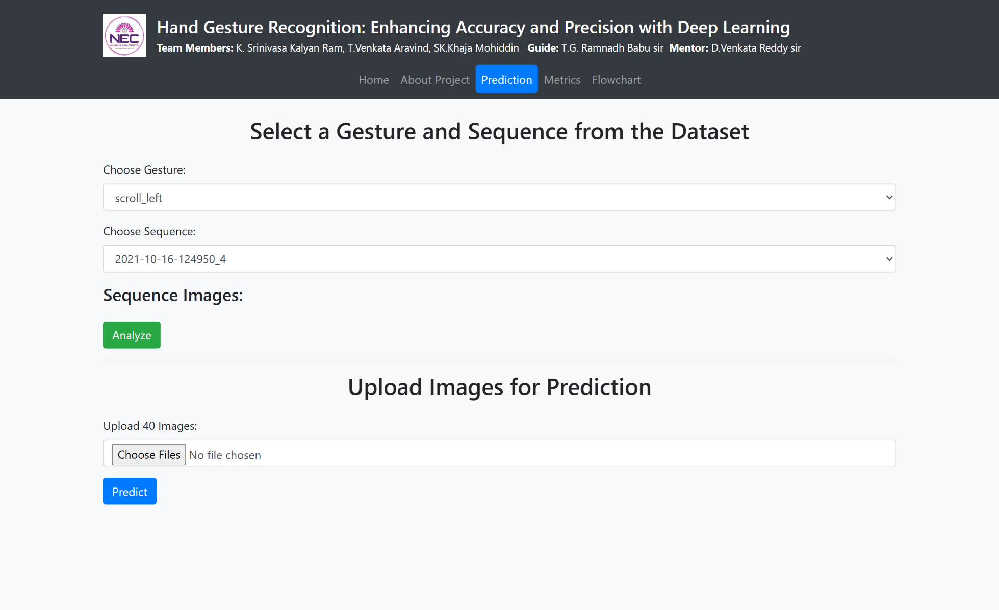 NEC
NARASARAOPETA
Hand Gesture Recognition: Enhancing Accuracy and Precision with Deep Learning
Team Members: K. Srinivasa Kalyan Ram, T.Venkata Aravind, SK.Khaja Mohiddin Guide: T.G. Ramnadh Babu sir Mentor: D.Venkata Reddy sir
Home About Project Prediction Metrics Flowchart
Select a Gesture and Sequence from the Dataset
Choose Gesture:
scroll_left
Choose Sequence:
2021-10-16-124950_4
Sequence Images:
Analyze
Upload Images for Prediction
Upload 40 Images:
Choose Files No file chosen
Predict